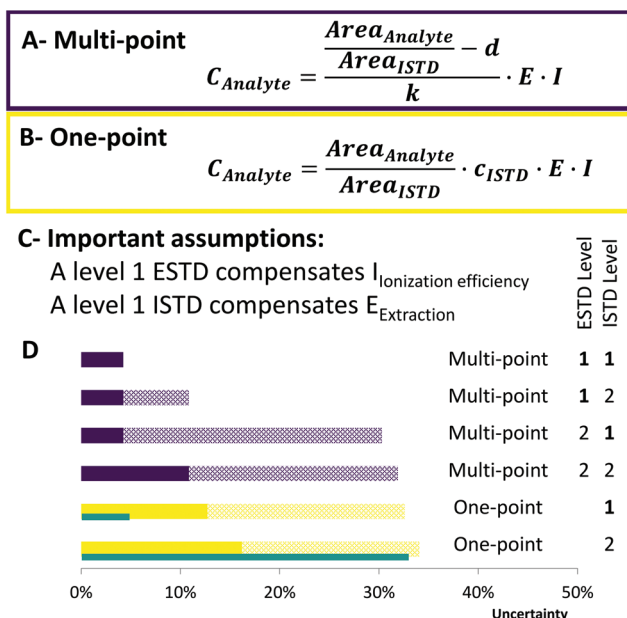 A- Multi-point
C_Analyte = ((Area_Analyte / Area_ISTD) − d) / k · E · I
B- One-point
C_Analyte = Area_Analyte / Area_ISTD · c_ISTD · E · I
C- Important assumptions:
A level 1 ESTD compensates I_Ionization efficiency
A level 1 ISTD compensates E_Extraction
ESTD Level
ISTD Level
D
Multi-point 1 1
Multi-point 1 2
Multi-point 2 1
Multi-point 2 2
One-point 1
One-point 2
0% 10% 20% 30% 40% 50%
Uncertainty